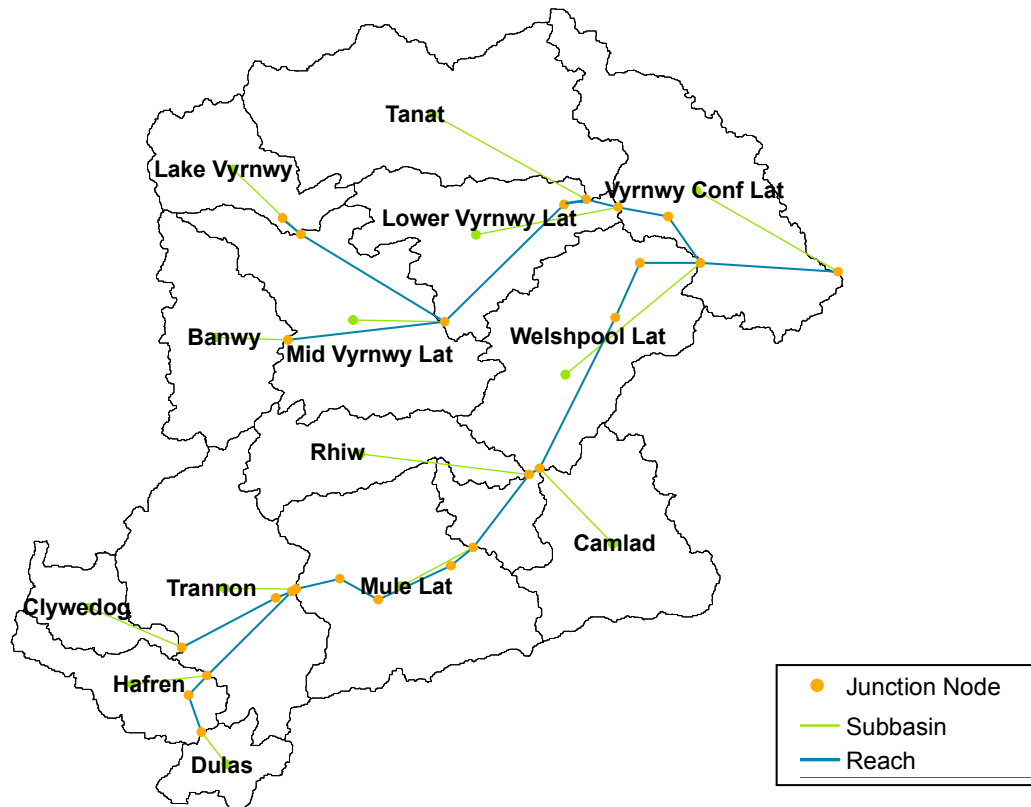 Tanat
Lake Vyrnwy
Vyrnwy Conf Lat
Lower Vyrnwy Lat
Banwy
Mid Vyrnwy Lat
Welshpool Lat
Rhiw
Camlad
Trannon
Mule Lat
Clywedog
Hafren
Dulas
Junction Node
Subbasin
Reach